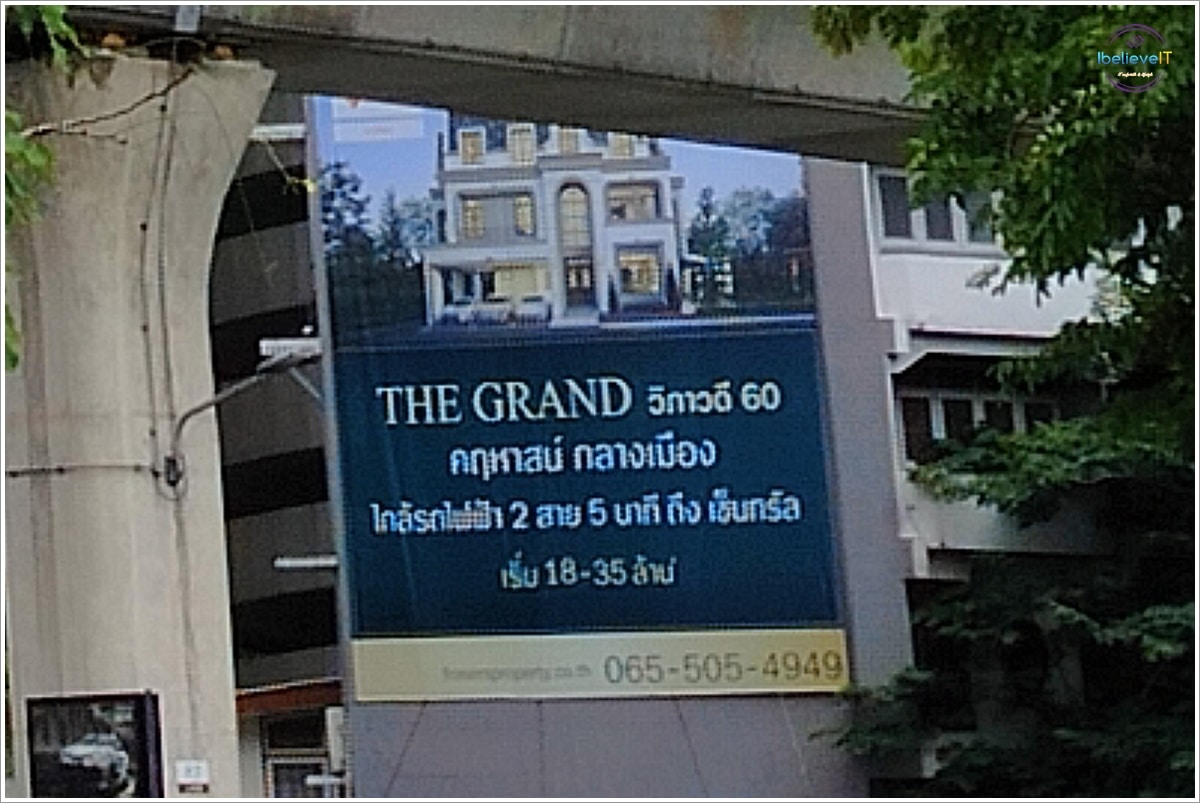 IbelieveIT
THE GRAND วิภาวดี 60
คฤหาสน์ กลางเมือง
ใกล้รถไฟฟ้า 2 สาย 5 นาที ถึง เซ็นทรัล
เริ่ม 18-35 ล้าน
frasersproperty.co.th 065-505-4949